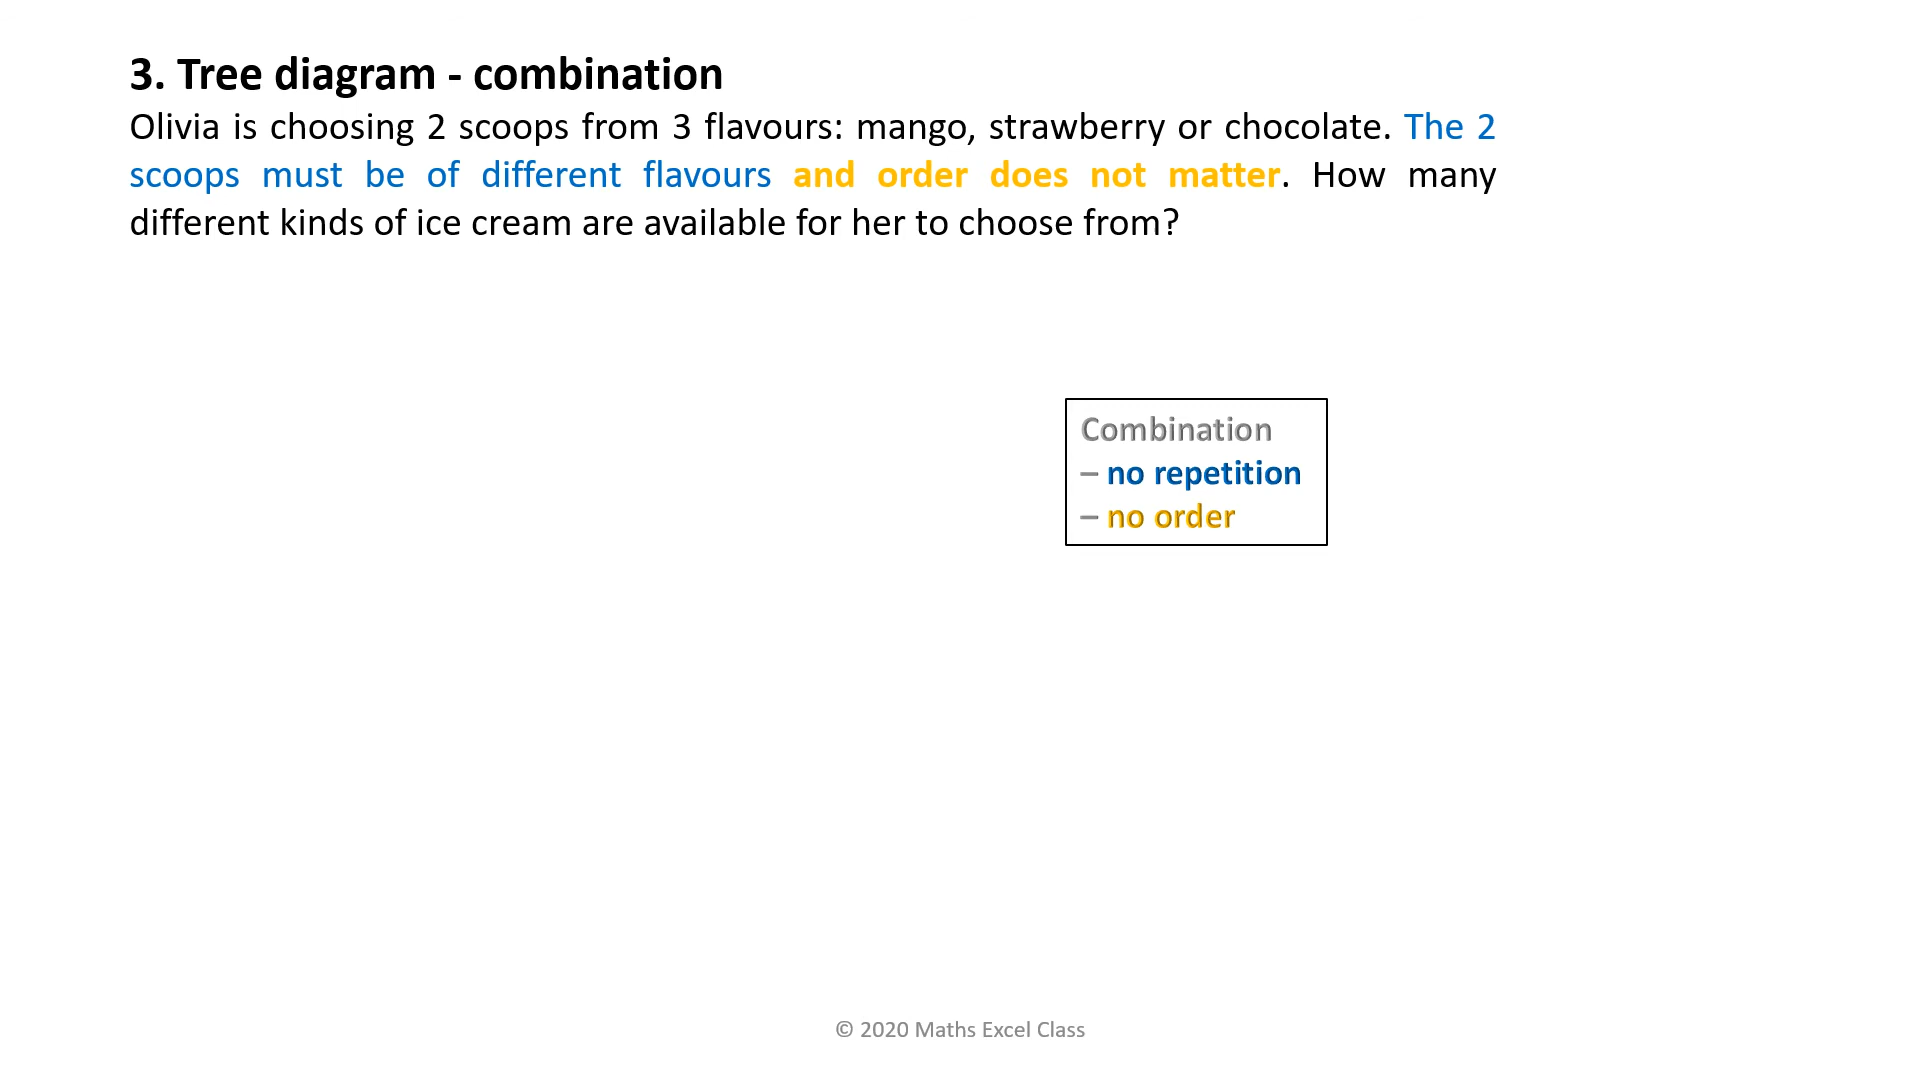 3. Tree diagram - combination
Olivia is choosing 2 scoops from 3 flavours: mango, strawberry or chocolate. The 2
scoops must be of different flavours and order does not matter. How many
different kinds of ice cream are available for her to choose from?
Combination
– no repetition
– no order
© 2020 Maths Excel Class